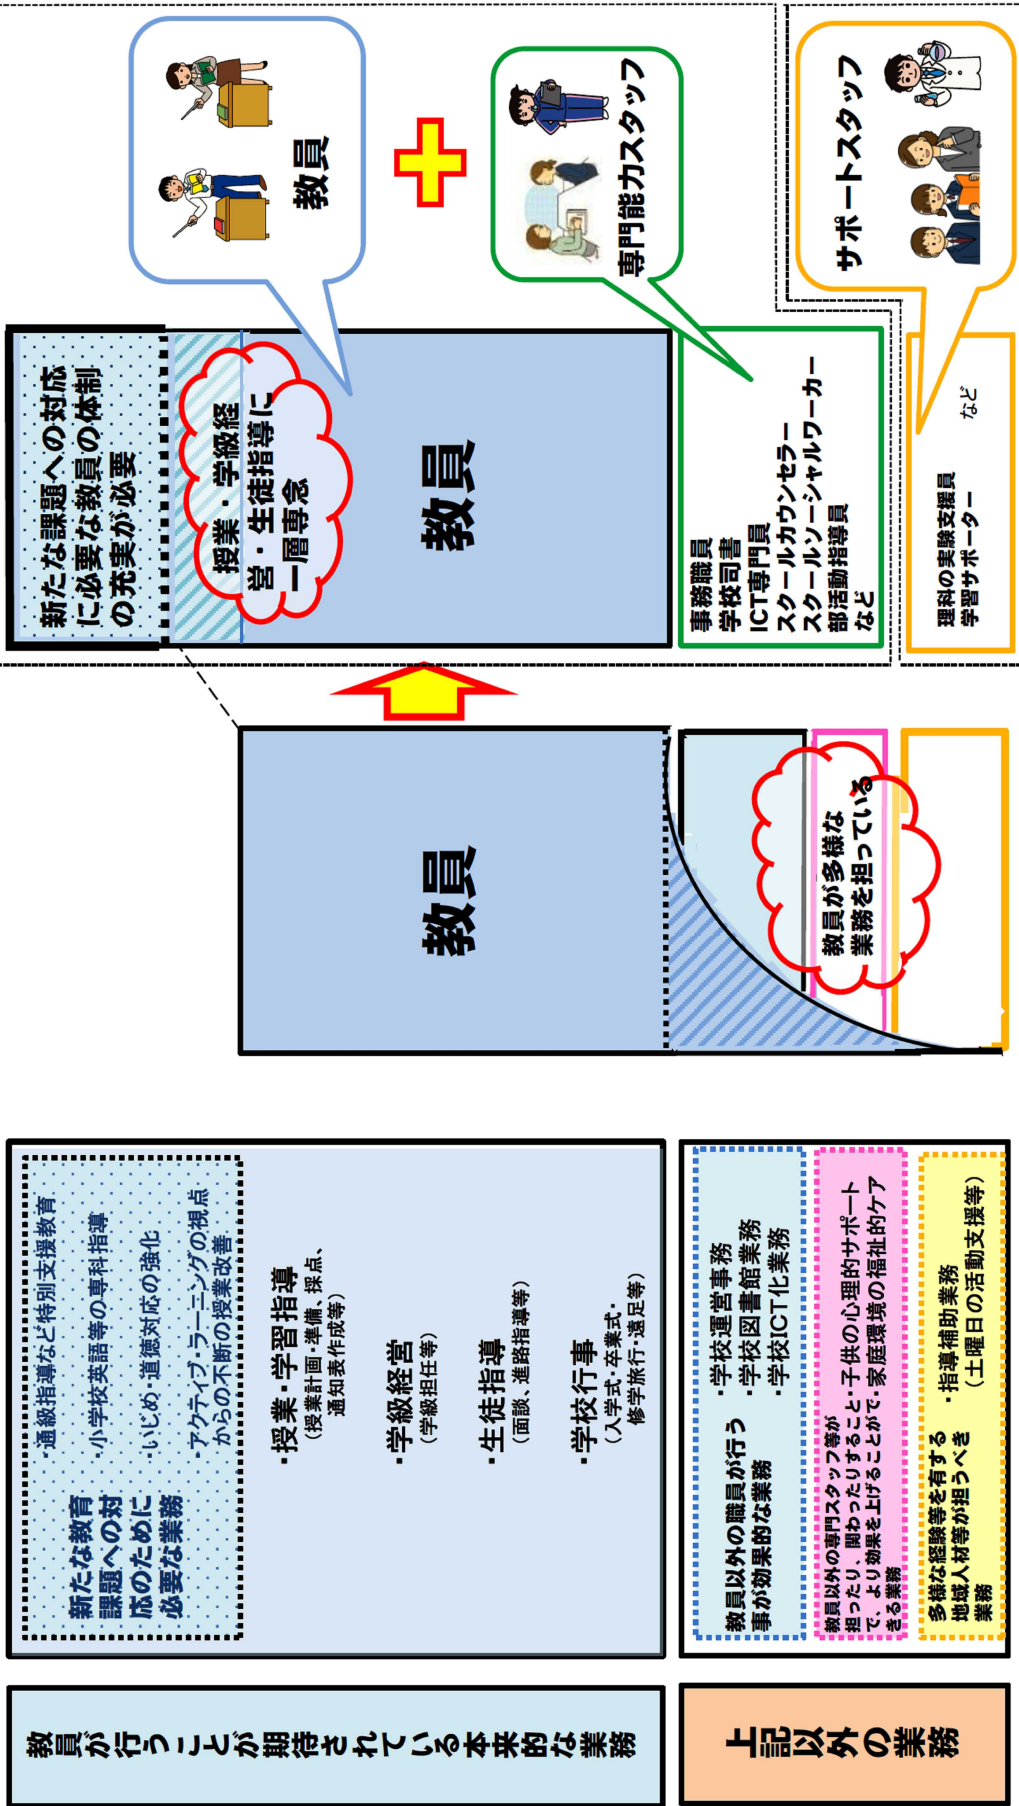 教員が行うことが期待されている本来的な業務
新たな教育
課題への対
応のために
必要な業務
・通級指導など特別支援教育
・小学校英語等の専科指導
・いじめ・道徳対応の強化
・アクティブ・ラーニングの視点
からの不断の授業改善
・授業・学習指導
（授業計画・準備、採点、
通知表作成等）
・学級経営
（学級担任等）
・生徒指導
（面談、進路指導等）
・学校行事
（入学式・卒業式・
修学旅行・遠足等）
上記以外の業務
教員以外の職員が行う
事が効果的な業務
・学校運営事務
・学校図書館業務
・学校ICT化業務
教員以外の専門スタッフ等が
担ったり、関わったりすること
で、より効果を上げることがで
きる業務
・子供の心理的サポート
・家庭環境の福祉的ケア
多様な経験等を有する
地域人材等が担うべき
業務
・指導補助業務
（土曜日の活動支援等）
教員
教員が多様な
業務を担っている
新たな課題への対応
に必要な教員の体制
の充実が必要
授業・学級経
営・生徒指導に
一層専念
教員
事務職員
学校司書
ICT専門員
スクールカウンセラー
スクールソーシャルワーカー
部活動指導員
など
理科の実験支援員
学習サポーター
など
教員
専門能力スタッフ
サポートスタッフ